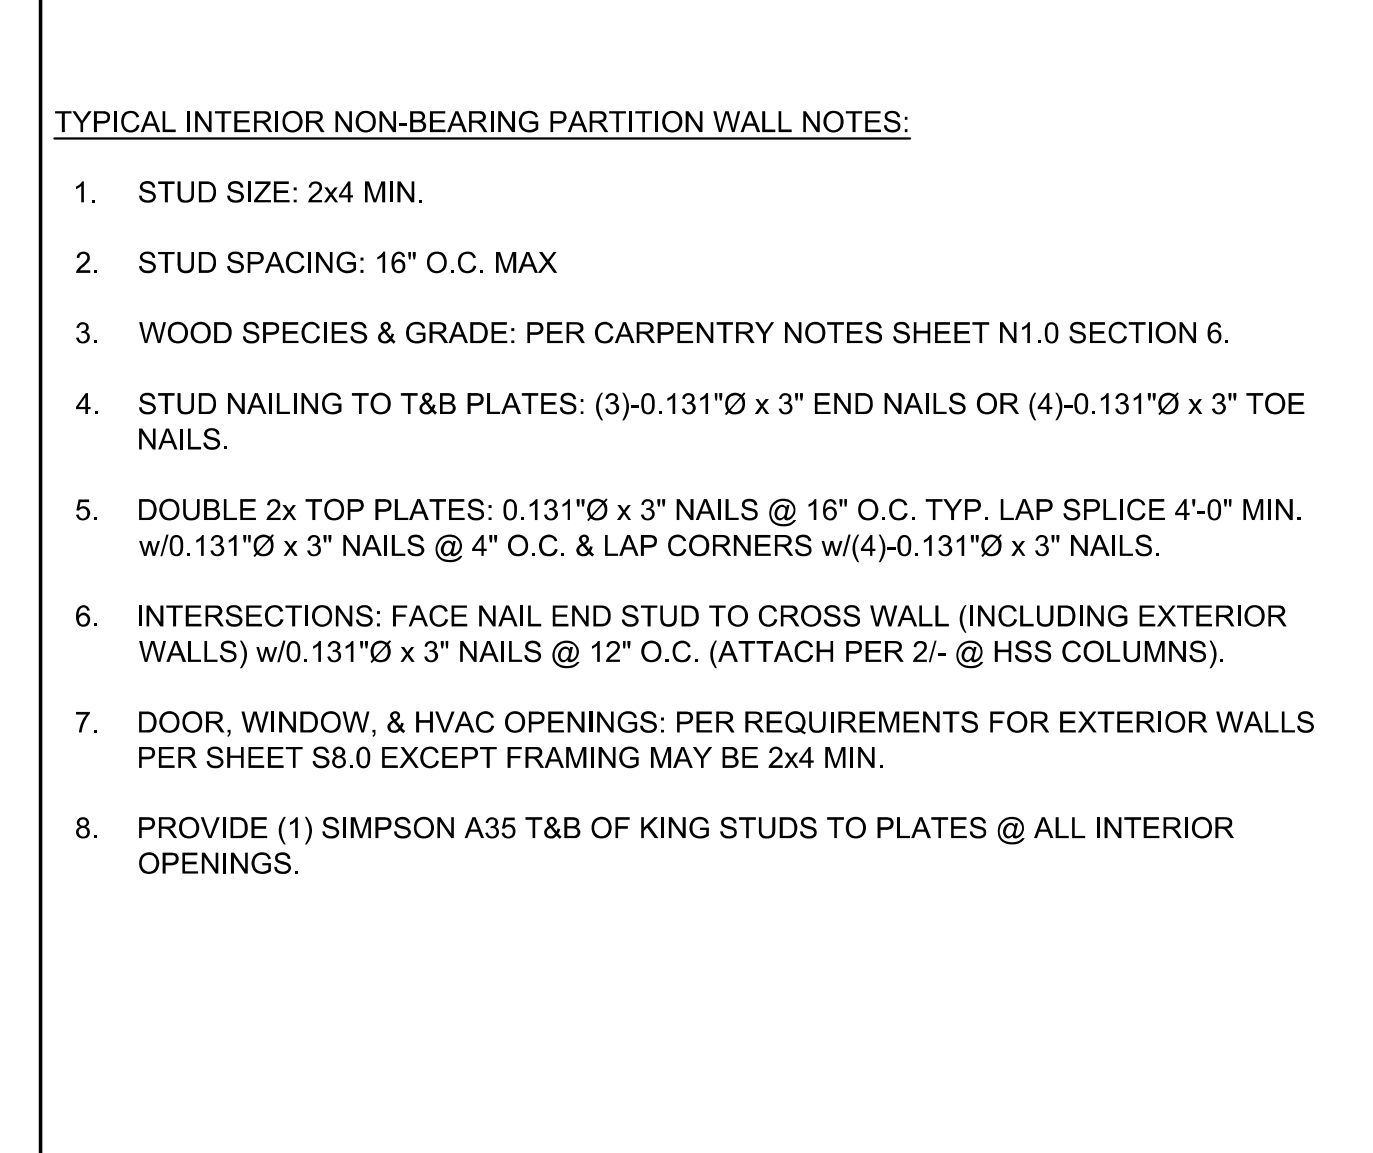 TYPICAL INTERIOR NON-BEARING PARTITION WALL NOTES:
1. STUD SIZE: 2x4 MIN.
2. STUD SPACING: 16" O.C. MAX
3. WOOD SPECIES & GRADE: PER CARPENTRY NOTES SHEET N1.0 SECTION 6.
4. STUD NAILING TO T&B PLATES: (3)-0.131"Ø x 3" END NAILS OR (4)-0.131"Ø x 3" TOE
NAILS.
5. DOUBLE 2x TOP PLATES: 0.131"Ø x 3" NAILS @ 16" O.C. TYP. LAP SPLICE 4'-0" MIN.
w/0.131"Ø x 3" NAILS @ 4" O.C. & LAP CORNERS w/(4)-0.131"Ø x 3" NAILS.
6. INTERSECTIONS: FACE NAIL END STUD TO CROSS WALL (INCLUDING EXTERIOR
WALLS) w/0.131"Ø x 3" NAILS @ 12" O.C. (ATTACH PER 2/- @ HSS COLUMNS).
7. DOOR, WINDOW, & HVAC OPENINGS: PER REQUIREMENTS FOR EXTERIOR WALLS
PER SHEET S8.0 EXCEPT FRAMING MAY BE 2x4 MIN.
8. PROVIDE (1) SIMPSON A35 T&B OF KING STUDS TO PLATES @ ALL INTERIOR
OPENINGS.